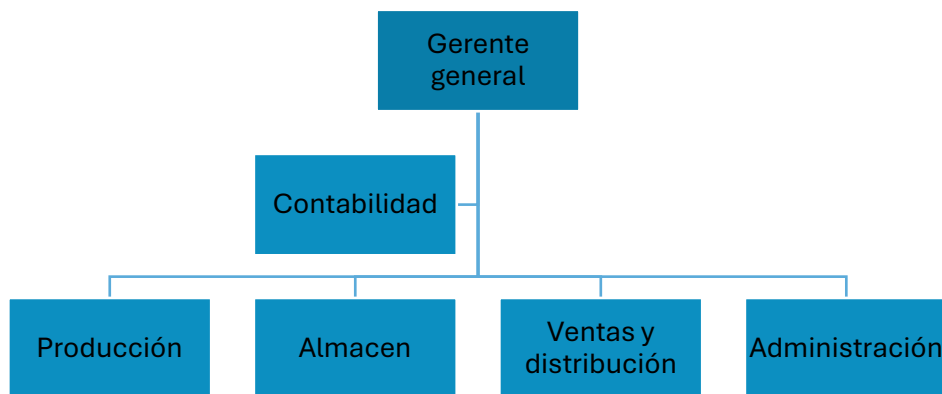 Gerente
general
Contabilidad
Producción
Almacen
Ventas y
distribución
Administración